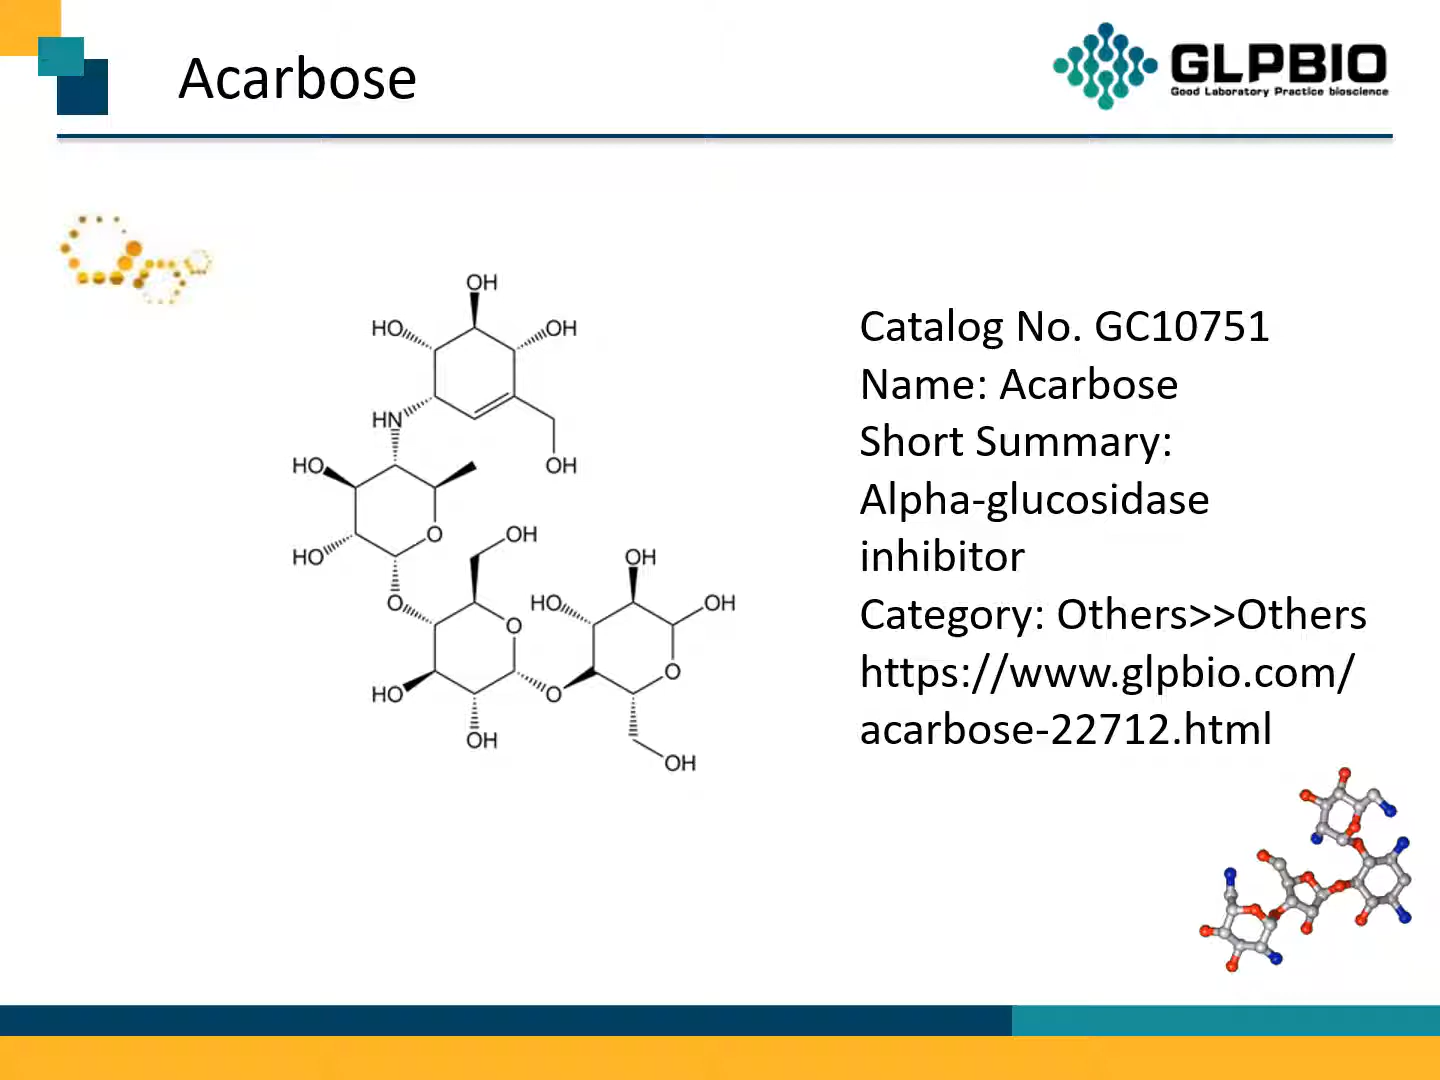 Acarbose
GLPBIO
Good Laboratory Practice bioscience
OH
HO
OH
HN
HO
OH
O
OH
HO
OH
O
HO
OH
O
O
HO
O
OH
OH
Catalog No. GC10751
Name: Acarbose
Short Summary:
Alpha-glucosidase
inhibitor
Category: Others>>Others
https://www.glpbio.com/
acarbose-22712.html